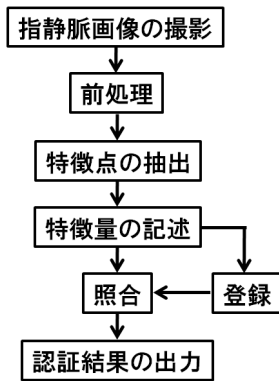 指静脈画像の撮影
前処理
特徴点の抽出
特徴量の記述
照合
登録
認証結果の出力